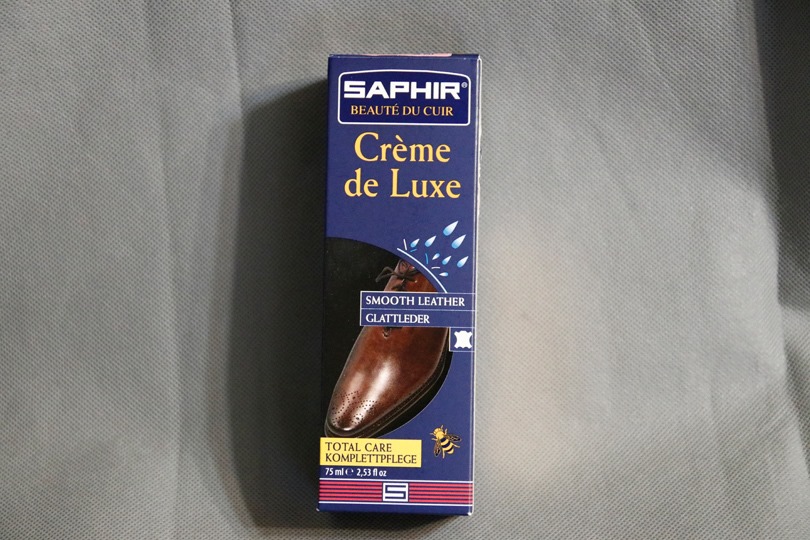 SAPHIR®
BEAUTÉ DU CUIR
Crème
de Luxe
SMOOTH LEATHER
GLATTLEDER
TOTAL CARE
KOMPLETTPFLEGE
75 ml ℮ 2,53 fl oz
S